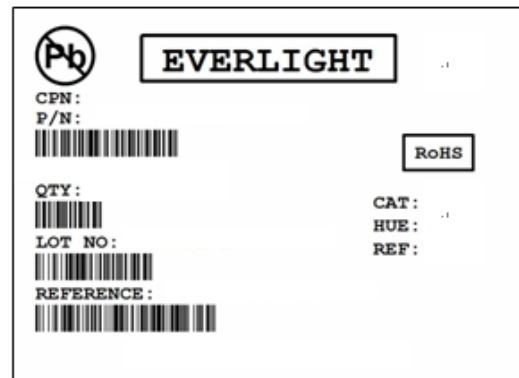 Pb
EVERLIGHT
CPN:
P/N:
RoHS
QTY:
CAT:
HUE:
LOT NO:
REF:
REFERENCE: